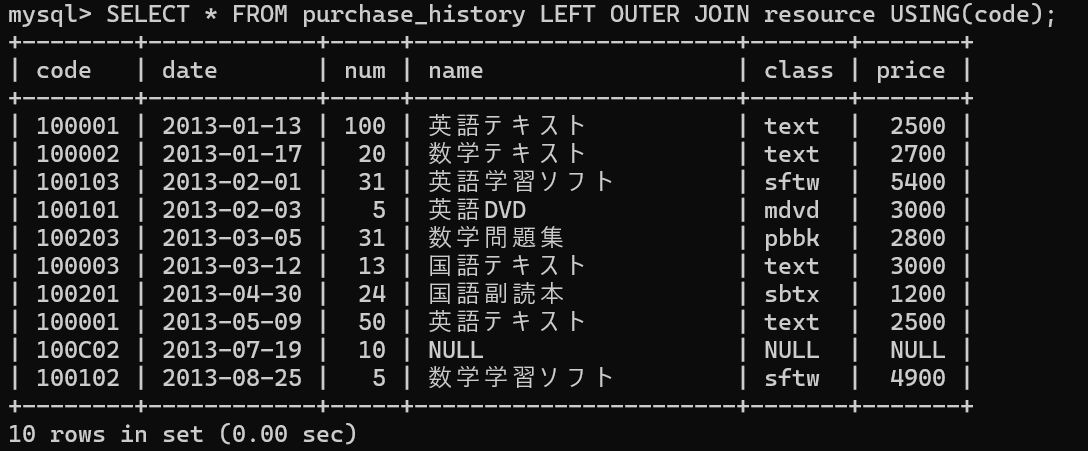 mysql> SELECT * FROM purchase_history LEFT OUTER JOIN resource USING(code);
+--------+------------+-----+-----------------------+-------+-------+
| code   | date       | num | name                  | class | price |
+--------+------------+-----+-----------------------+-------+-------+
| 100001 | 2013-01-13 | 100 | 英語テキスト          | text  |  2500 |
| 100002 | 2013-01-17 |  20 | 数学テキスト          | text  |  2700 |
| 100103 | 2013-02-01 |  31 | 英語学習ソフト        | sftw  |  5400 |
| 100101 | 2013-02-03 |   5 | 英語DVD               | mdvd  |  3000 |
| 100203 | 2013-03-05 |  31 | 数学問題集            | pbbk  |  2800 |
| 100003 | 2013-03-12 |  13 | 国語テキスト          | text  |  3000 |
| 100201 | 2013-04-30 |  24 | 国語副読本            | sbtx  |  1200 |
| 100001 | 2013-05-09 |  50 | 英語テキスト          | text  |  2500 |
| 100C02 | 2013-07-19 |  10 | NULL                  | NULL  |  NULL |
| 100102 | 2013-08-25 |   5 | 数学学習ソフト        | sftw  |  4900 |
+--------+------------+-----+-----------------------+-------+-------+
10 rows in set (0.00 sec)